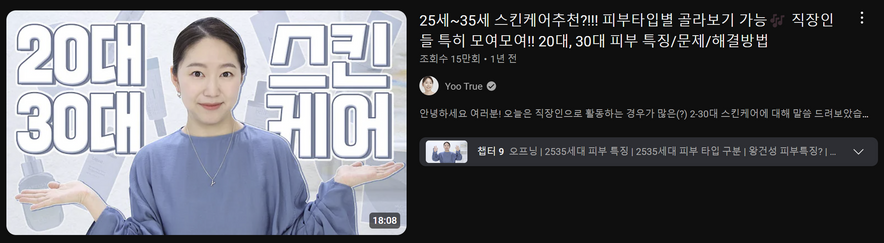 20대
30대
스킨
케어
18:08
25세~35세 스킨케어추천?!!! 피부타입별 골라보기 가능🎶 직장인
들 특히 모여모여!! 20대, 30대 피부 특징/문제/해결방법
조회수 15만회 • 1년 전
Yoo True
안녕하세요 여러분! 오늘은 직장인으로 활동하는 경우가 많은(?) 2-30대 스킨케어에 대해 말씀 드려보았습...
챕터 9 오프닝 | 2535세대 피부 특징 | 2535세대 피부 타입 구분 | 왕건성 피부특징? | ...